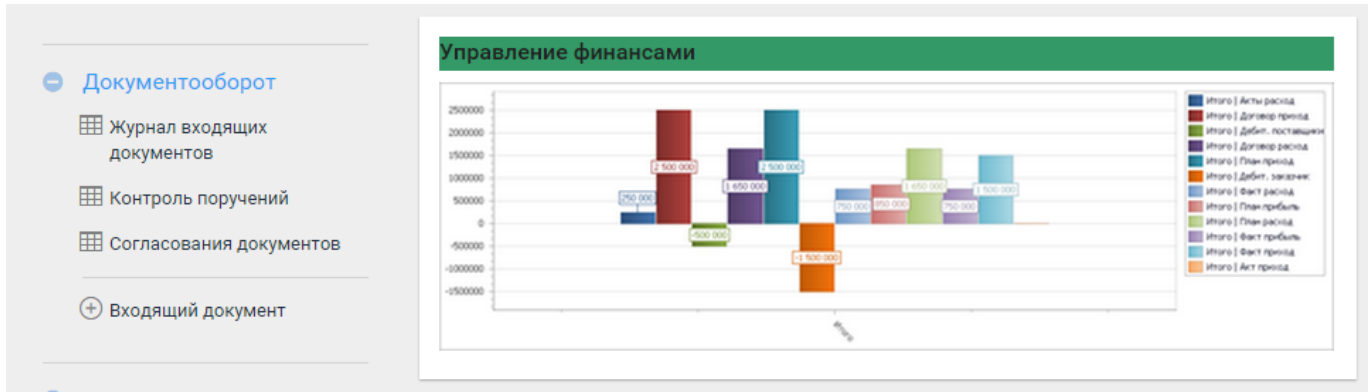 Документооборот
Журнал входящих
документов
Контроль поручений
Согласования документов
Входящий документ
Управление финансами
2500000
2000000
1500000
1000000
500000
0
-500000
-1000000
-1500000
250 000
2 500 000
-500 000
1 650 000
2 500 000
-1 500 000
750 000
850 000
1 650 000
750 000
1 500 000
Итого
Итого | Акты расход
Итого | Договор приход
Итого | Дебит. поставщики
Итого | Договор расход
Итого | План приход
Итого | Дебит. заказчик
Итого | Факт расход
Итого | План прибыль
Итого | План расход
Итого | Факт прибыль
Итого | Факт приход
Итого | Акт приход